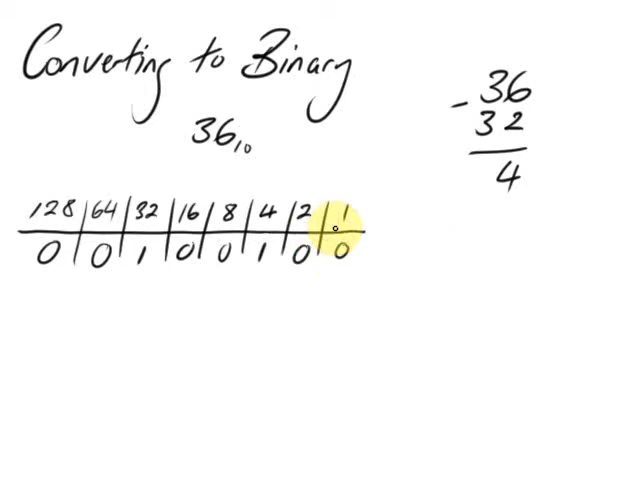 Converting to Binary
36₁₀
- 36
32
4
128 64 32 16 8 4 2 1
0 0 1 0 0 1 0 0